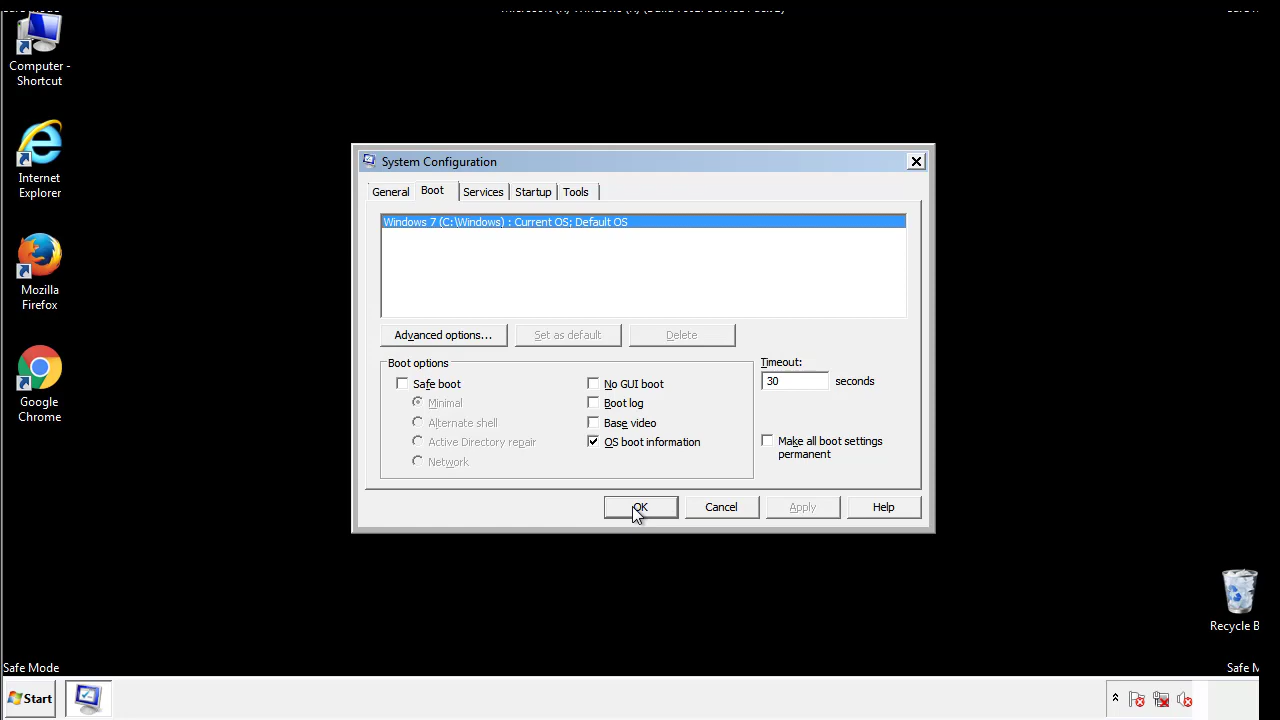 Computer -
Shortcut
Internet
Explorer
Mozilla
Firefox
Google
Chrome
System Configuration
General
Boot
Services
Startup
Tools
Windows 7 (C:\Windows) : Current OS; Default OS
Advanced options...
Set as default
Delete
Boot options
Safe boot
Minimal
Alternate shell
Active Directory repair
Network
No GUI boot
Boot log
Base video
OS boot information
Timeout:
30 seconds
Make all boot settings
permanent
OK
Cancel
Apply
Help
Recycle B
Safe Mode
Safe M
Start